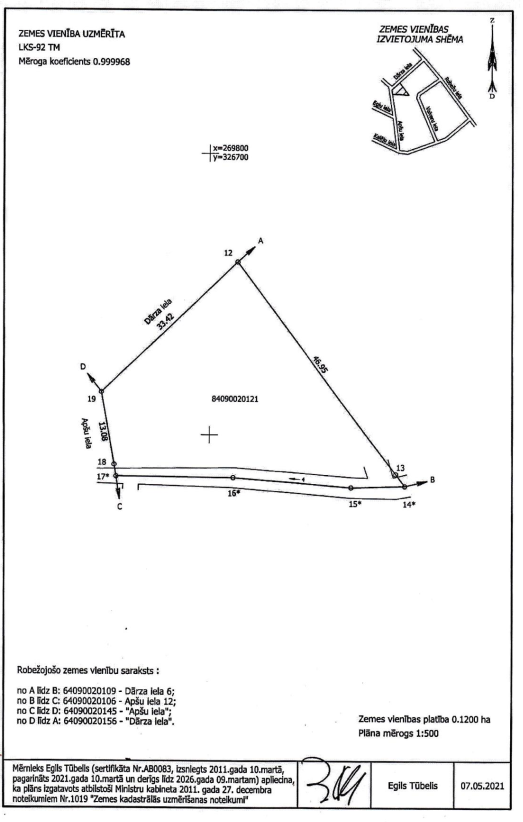 ZEMES VIENĪBA UZMĒRĪTA
LKS-92 TM
Mēroga koeficients 0.999968
ZEMES VIENĪBAS
IZVIETOJUMA SHĒMA
Z
D
Dārza iela
Apšu iela
x=269800
y=326700
12
A
Dārza iela
33.42
46.95
D
19
84090020121
Apšu iela
13.08
18
17*
C
16*
4
15*
13
B
14*
Robežojošo zemes vienību saraksts :
no A līdz B: 64090020109 - Dārza iela 6;
no B līdz C: 64090020106 - Apšu iela 12;
no C līdz D: 64090020145 - "Apšu iela";
no D līdz A: 64090020156 - "Dārza iela".
Zemes vienības platība 0.1200 ha
Plāna mērogs 1:500
Mērnieks Egils Tūbelis (sertifikāta Nr.AB0083, izsniegts 2011.gada 10.martā,
pagarināts 2021.gada 10.martā un derīgs līdz 2026.gada 09.martam) apliecina,
ka plāns izgatavots atbilstoši Ministru kabineta 2011. gada 27. decembra
noteikumiem Nr.1019 "Zemes kadastrālās uzmērīšanas noteikumi"
Egils Tūbelis
07.05.2021